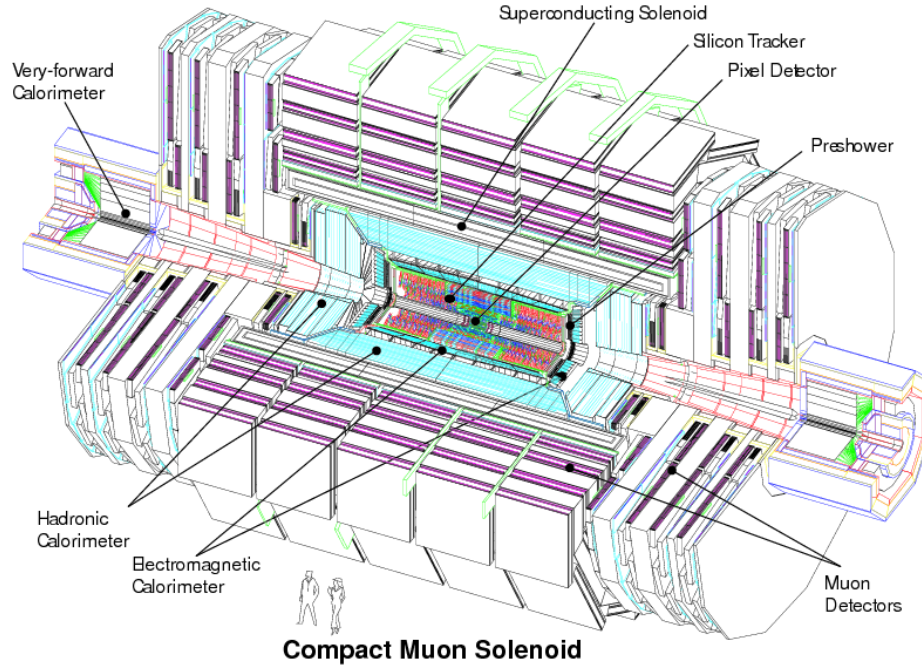 Superconducting Solenoid
Silicon Tracker
Pixel Detector
Very-forward
Calorimeter
Preshower
Hadronic
Calorimeter
Electromagnetic
Calorimeter
Muon
Detectors
Compact Muon Solenoid